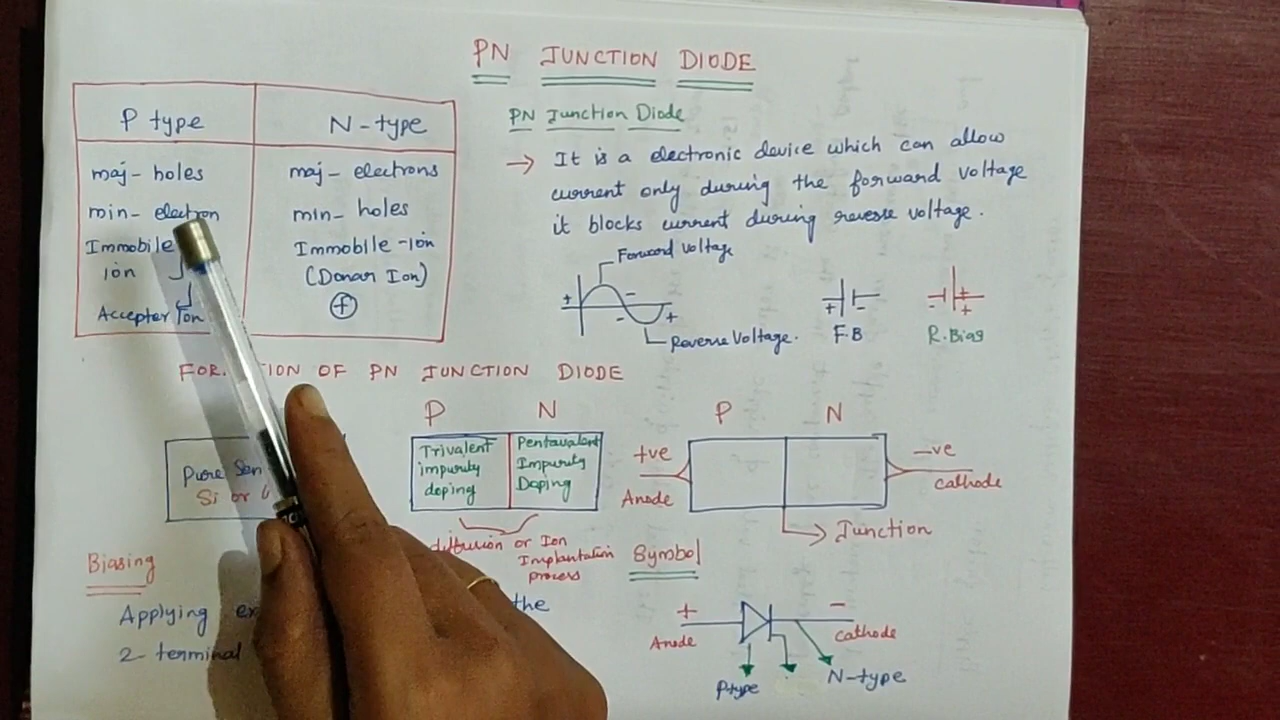 PN JUNCTION DIODE
P type
N-type
maj- holes
maj- electrons
min- electron
min- holes
Immobile
ion
Immobile -ion
(Donar Ion)
+
Accepter Ion
PN Junction Diode
→ It is a electronic device which can allow
current only during the forward voltage
it blocks current during reverse voltage.
Forward voltage
+ -
- +
Reverse Voltage.
+
F.B
- + +
R.Bias
OF PN JUNCTION DIODE
Pure
Si or
P N
Trivalent
impurity
doping
Pentavalent
Impurity
Doping
diffusion or Ion
Implantation
process
P N
+ve
Anode
-ve
cathode
Junction
Biasing
Applying the
2- terminal
Symbol
+ -
Anode
cathode
Ptype
N-type